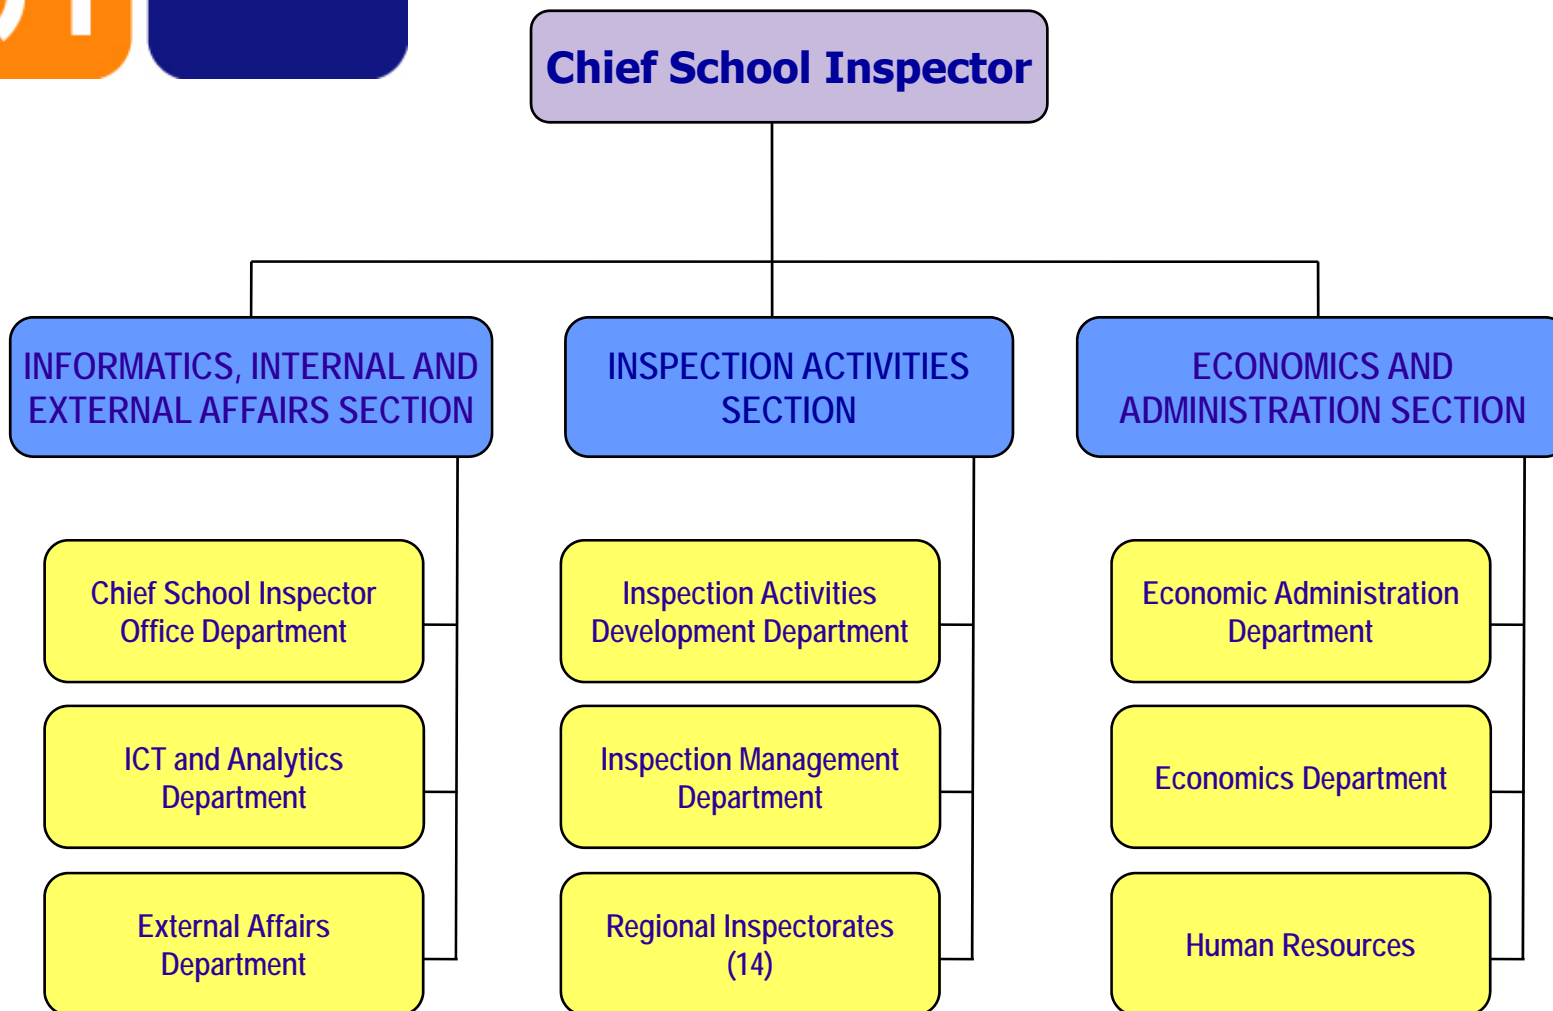 Chief School Inspector
INFORMATICS, INTERNAL AND
EXTERNAL AFFAIRS SECTION
INSPECTION ACTIVITIES
SECTION
ECONOMICS AND
ADMINISTRATION SECTION
Chief School Inspector
Office Department
Inspection Activities
Development Department
Economic Administration
Department
ICT and Analytics
Department
Inspection Management
Department
Economics Department
External Affairs
Department
Regional Inspectorates
(14)
Human Resources